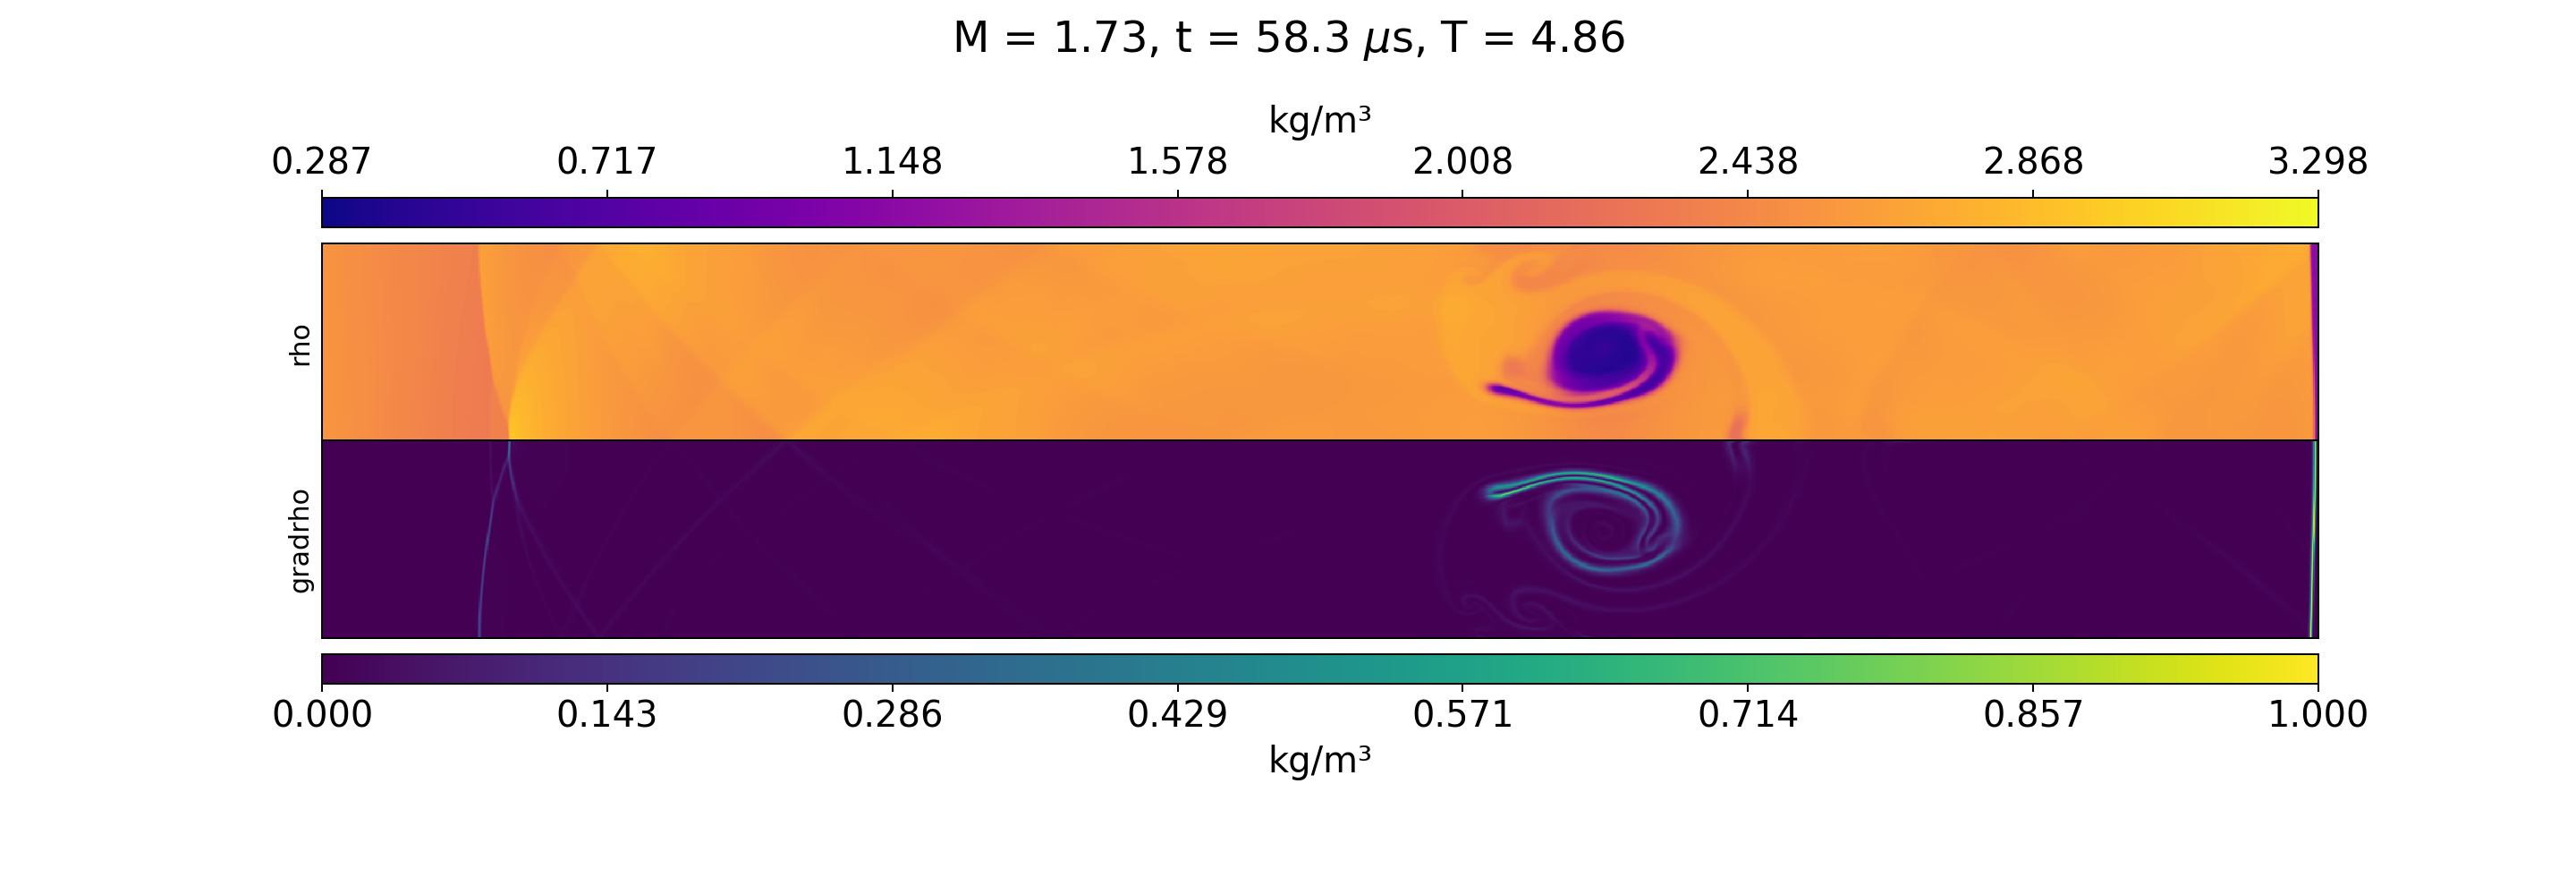 M = 1.73, t = 58.3 μs, T = 4.86
kg/m³
0.287 0.717 1.148 1.578 2.008 2.438 2.868 3.298
rho
gradrho
0.000 0.143 0.286 0.429 0.571 0.714 0.857 1.000
kg/m³